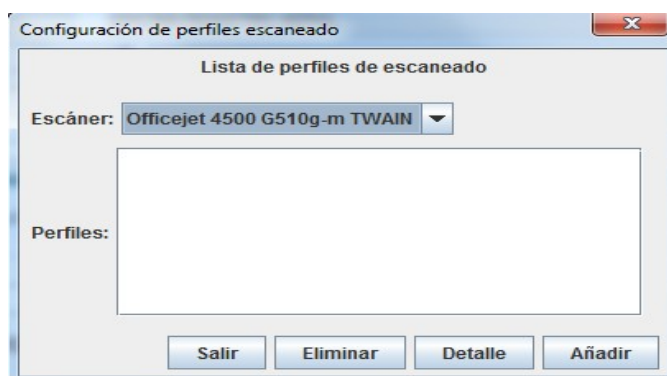 Configuración de perfiles escaneado
Lista de perfiles de escaneado
Escáner: Officejet 4500 G510g-m TWAIN
Perfiles:
Salir Eliminar Detalle Añadir